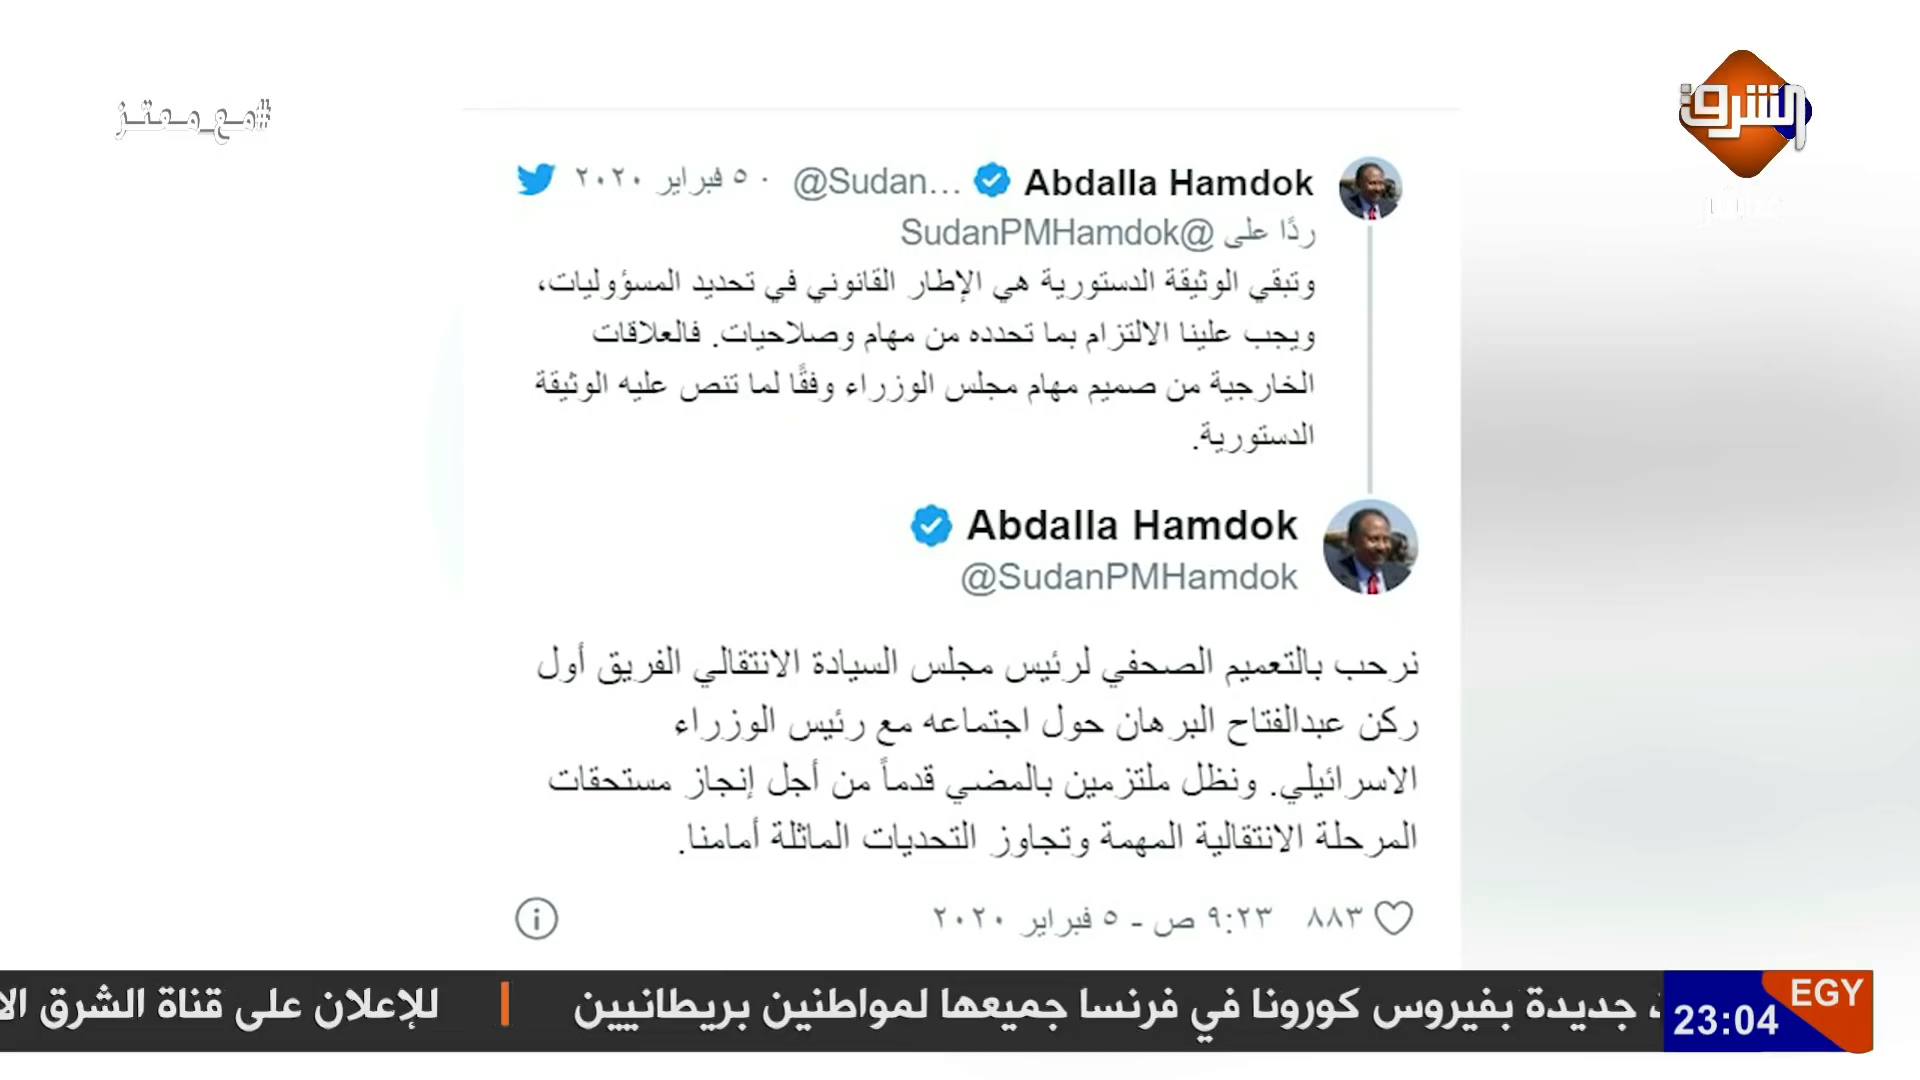 #مع_معتز
الشرق
مباشر
Abdalla Hamdok @Sudan... · ٥ فبراير ٢٠٢٠
ردًا على @SudanPMHamdok
وتبقي الوثيقة الدستورية هي الإطار القانوني في تحديد المسؤوليات،
ويجب علينا الالتزام بما تحدده من مهام وصلاحيات. فالعلاقات
الخارجية من صميم مهام مجلس الوزراء وفقًا لما تنص عليه الوثيقة
الدستورية.
Abdalla Hamdok
@SudanPMHamdok
نرحب بالتعميم الصحفي لرئيس مجلس السيادة الانتقالي الفريق أول
ركن عبدالفتاح البرهان حول اجتماعه مع رئيس الوزراء
الاسرائيلي. ونظل ملتزمين بالمضي قدماً من أجل إنجاز مستحقات
المرحلة الانتقالية المهمة وتجاوز التحديات الماثلة أمامنا.
٨٨٣ ٩:٢٣ ص - ٥ فبراير ٢٠٢٠
EGY
23:04
جديدة بفيروس كورونا في فرنسا جميعها لمواطنين بريطانيين | للإعلان على قناة الشرق